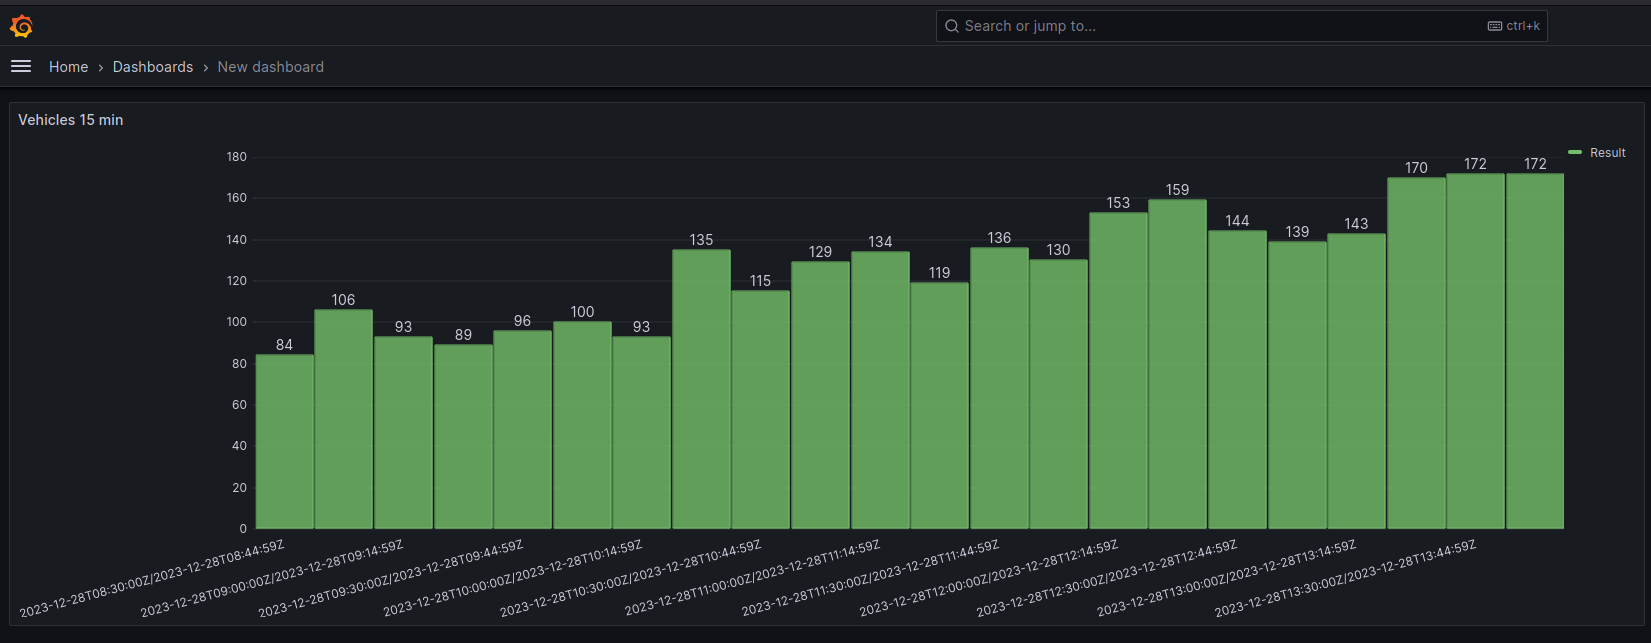 Search or jump to... ctrl+k
Home › Dashboards › New dashboard
Vehicles 15 min
Result
180
160
140
120
100
80
60
40
20
0
84
106
93
89
96
100
93
135
115
129
134
119
136
130
153
159
144
139
143
170
172
172
2023-12-28T08:30:00Z/2023-12-28T08:44:59Z
2023-12-28T09:00:00Z/2023-12-28T09:14:59Z
2023-12-28T09:30:00Z/2023-12-28T09:44:59Z
2023-12-28T10:00:00Z/2023-12-28T10:14:59Z
2023-12-28T10:30:00Z/2023-12-28T10:44:59Z
2023-12-28T11:00:00Z/2023-12-28T11:14:59Z
2023-12-28T11:30:00Z/2023-12-28T11:44:59Z
2023-12-28T12:00:00Z/2023-12-28T12:14:59Z
2023-12-28T12:30:00Z/2023-12-28T12:44:59Z
2023-12-28T13:00:00Z/2023-12-28T13:14:59Z
2023-12-28T13:30:00Z/2023-12-28T13:44:59Z